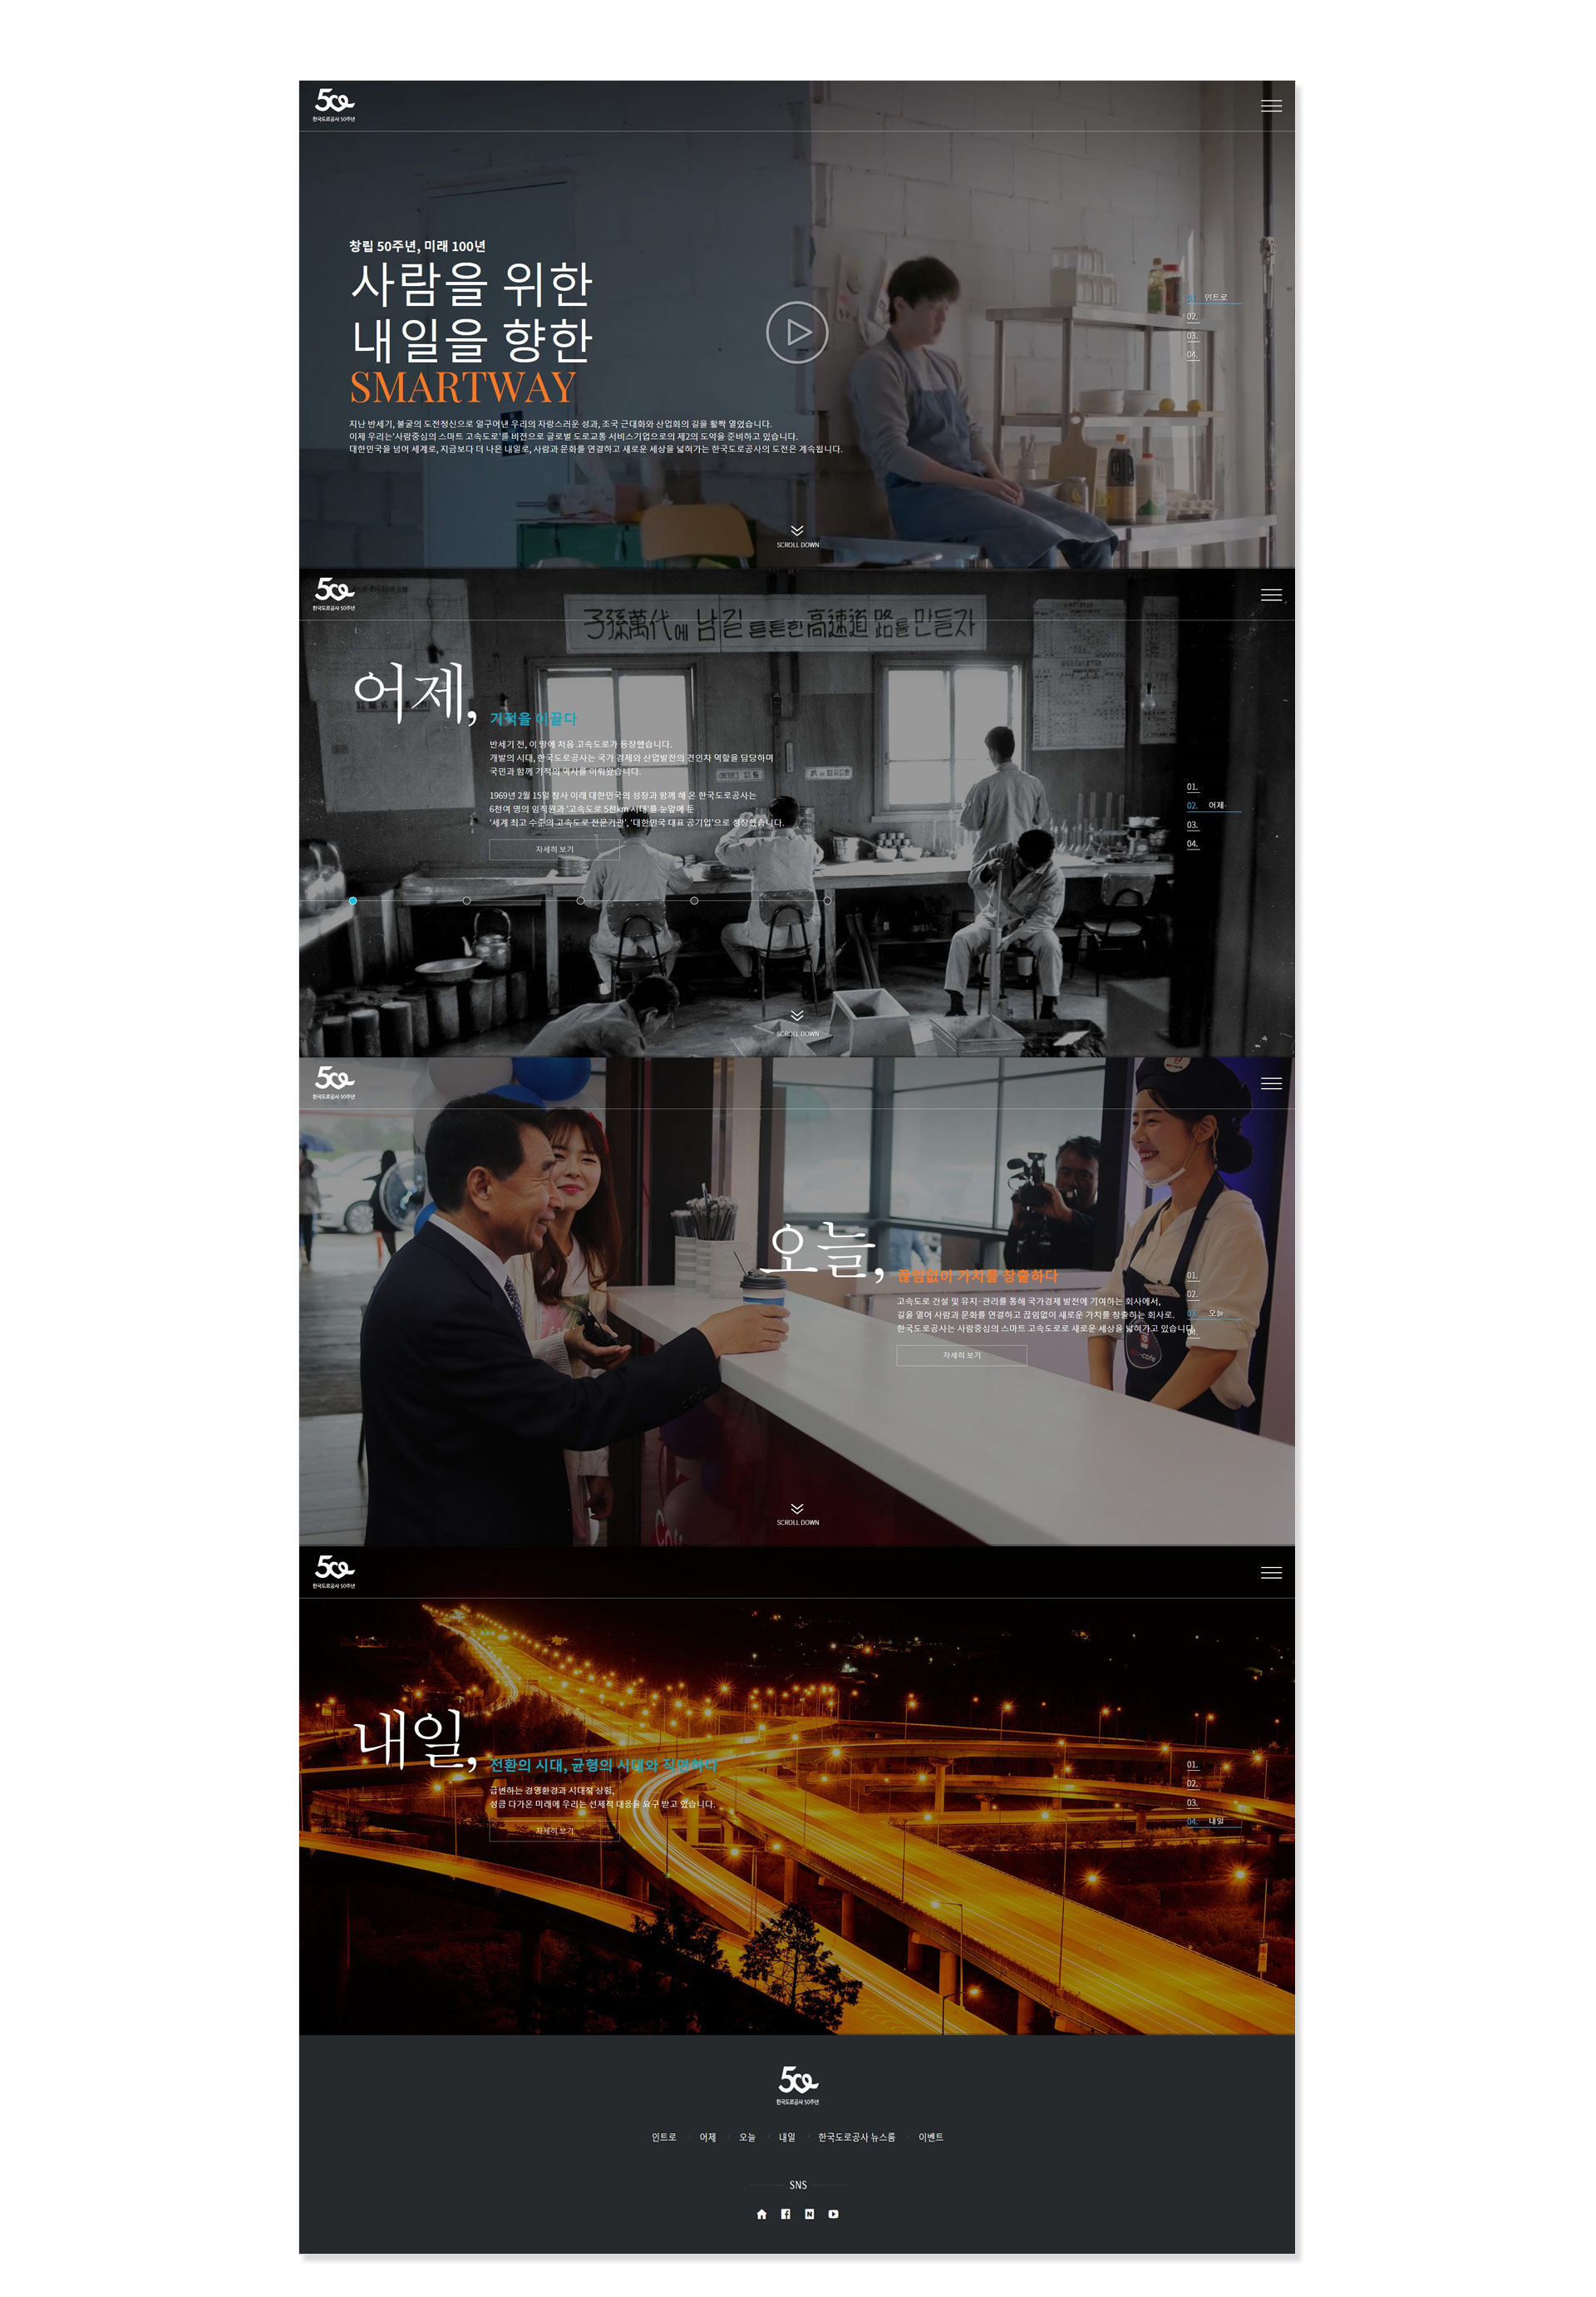 한국도로공사 50주년
창립 50주년, 미래 100년
사람을 위한
내일을 향한
SMARTWAY
지난 반세기, 불굴의 도전정신으로 일구어낸 우리의 자랑스러운 성과, 조국 근대화와 산업화의 길을 활짝 열었습니다.
이제 우리는‘사람중심의 스마트 고속도로’를 비전으로 글로벌 도로교통 서비스기업으로의 제2의 도약을 준비하고 있습니다.
대한민국을 넘어 세계로, 지금보다 더 나은 내일로, 사람과 문화를 연결하고 새로운 세상을 넓혀가는 한국도로공사의 도전은 계속됩니다.
01. 인트로
02.
03.
04.
SCROLL DOWN
한국도로공사 50주년
子孫萬代에 남길 튼튼한 高速道路를 만들자
어제,
기적을 이끌다
반세기 전, 이 땅에 처음 고속도로가 등장했습니다.
개발의 시대, 한국도로공사는 국가 경제와 산업발전의 견인차 역할을 담당하며
국민과 함께 기적의 역사를 이뤄왔습니다.
1969년 2월 15일 창사 이래 대한민국의 성장과 함께 해 온 한국도로공사는
6천여 명의 임직원과 ‘고속도로 5천km 시대’를 눈앞에 둔
‘세계 최고 수준의 고속도로 전문기관’, ‘대한민국 대표 공기업’으로 성장했습니다.
자세히 보기
01.
02. 어제
03.
04.
SCROLL DOWN
한국도로공사 50주년
오늘,
끊임없이 가치를 창출하다
고속도로 건설 및 유지·관리를 통해 국가경제 발전에 기여하는 회사에서,
길을 열어 사람과 문화를 연결하고 끊임없이 새로운 가치를 창출하는 회사로.
한국도로공사는 사람중심의 스마트 고속도로로 새로운 세상을 넓혀가고 있습니다.
자세히 보기
01.
02.
03. 오늘
04.
SCROLL DOWN
한국도로공사 50주년
내일,
전환의 시대, 균형의 시대와 직면하다
급변하는 경영환경과 시대적 상황,
성큼 다가온 미래에 우리는 선제적 대응을 요구 받고 있습니다.
자세히 보기
01.
02.
03.
04. 내일
한국도로공사 50주년
인트로 어제 오늘 내일 한국도로공사 뉴스룸 이벤트
SNS